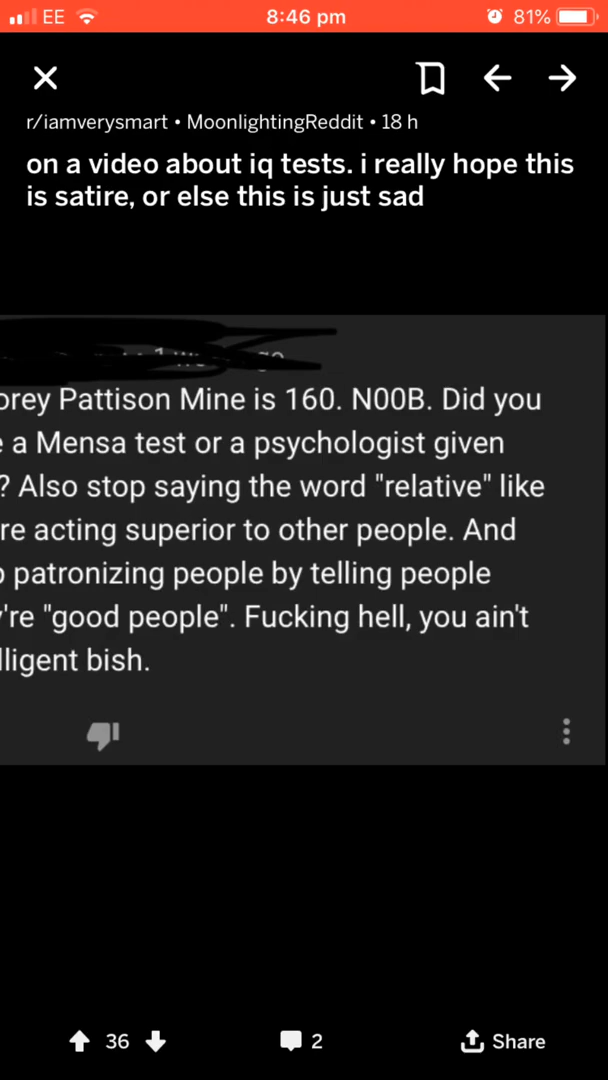 EE 8:46 pm 81%
r/iamverysmart • MoonlightingReddit • 18 h
on a video about iq tests. i really hope this
is satire, or else this is just sad
orey Pattison Mine is 160. N00B. Did you
a Mensa test or a psychologist given
? Also stop saying the word "relative" like
re acting superior to other people. And
patronizing people by telling people
're "good people". Fucking hell, you ain't
lligent bish.
36 2 Share